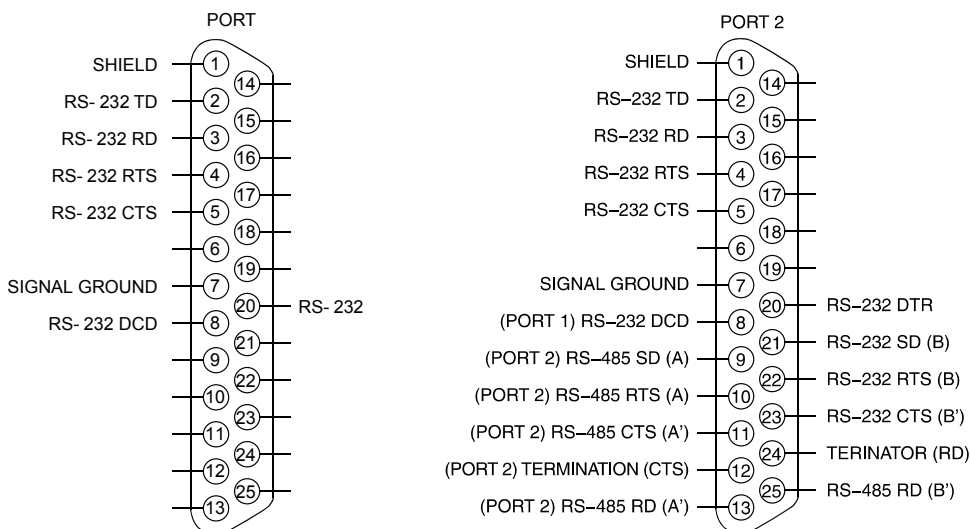 PORT
SHIELD 1
14
RS- 232 TD 2
15
RS- 232 RD 3
16
RS- 232 RTS 4
17
RS- 232 CTS 5
18
6
19
SIGNAL GROUND 7
20 RS- 232
RS- 232 DCD 8
21
9
22
10
23
11
24
12
25
13
PORT 2
SHIELD 1
14
RS–232 TD 2
15
RS–232 RD 3
16
RS–232 RTS 4
17
RS–232 CTS 5
18
6
19
SIGNAL GROUND 7
20 RS–232 DTR
(PORT 1) RS–232 DCD 8
21 RS–232 SD (B)
(PORT 2) RS–485 SD (A) 9
22 RS–232 RTS (B)
(PORT 2) RS–485 RTS (A) 10
23 RS–232 CTS (B')
(PORT 2) RS–485 CTS (A') 11
24 TERINATOR (RD)
(PORT 2) TERMINATION (CTS) 12
25 RS–485 RD (B')
(PORT 2) RS–485 RD (A') 13